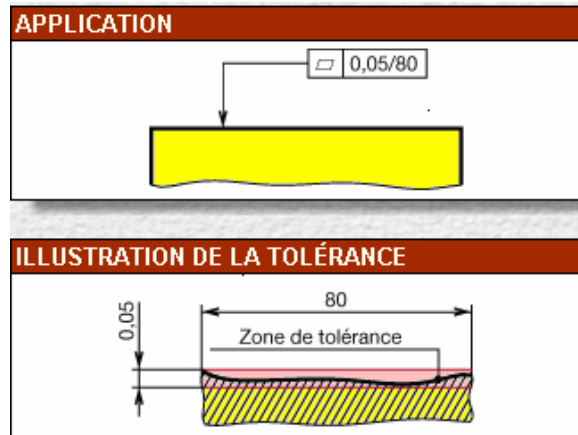 APPLICATION
0,05/80
ILLUSTRATION DE LA TOLÉRANCE
80
0,05
Zone de tolérance